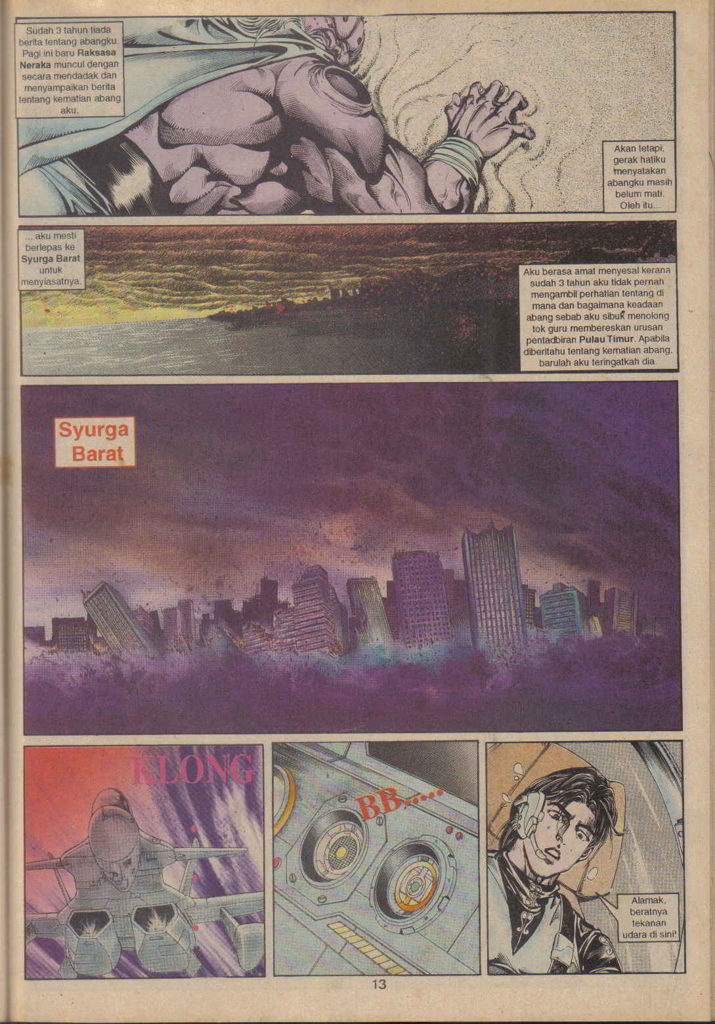 Sudah 3 tahun tiada
berita tentang abangku.
Pagi ini baru Raksasa
Neraka muncul dengan
secara mendadak dan
menyampaikan berita
tentang kematian abang
aku.
Akan tetapi,
gerak hatiku
menyatakan
abangku masih
belum mati.
Oleh itu...
... aku mesti
berlepas ke
Syurga Barat
untuk
menyiasatnya.
Aku berasa amat menyesal kerana
sudah 3 tahun aku tidak pernah
mengambil perhatian tentang di
mana dan bagaimana keadaan
abang sebab aku sibuk menolong
tok guru membereskan urusan
pentadbiran Pulau Timur. Apabila
diberitahu tentang kematian abang,
barulah aku teringatkah dia.
Syurga
Barat
KLONG
BB.....
Alamak,
beratnya
tekanan
udara di sini!
13